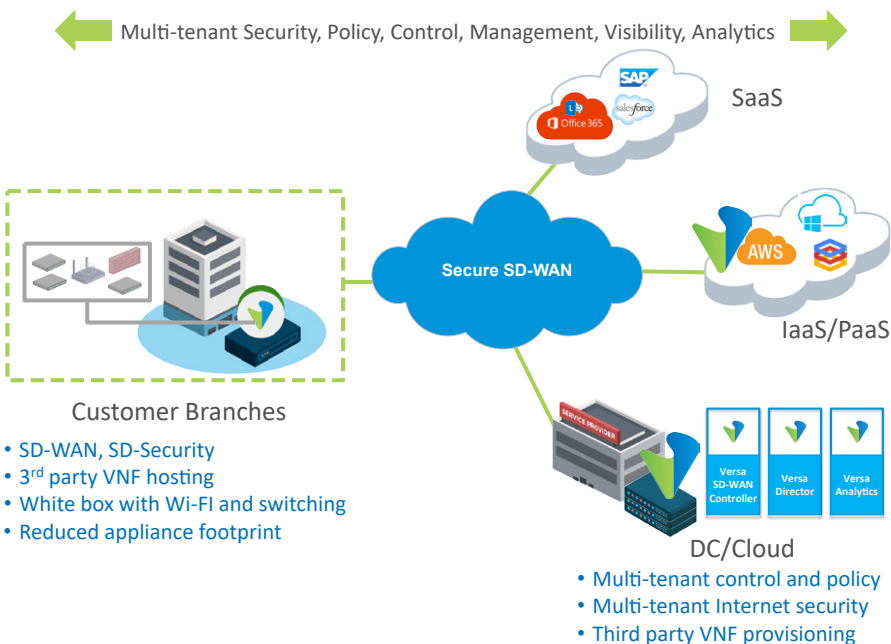 Multi-tenant Security, Policy, Control, Management, Visibility, Analytics
SAP
SaaS
L
Office 365
salesforce
Secure SD-WAN
AWS
IaaS/PaaS
Customer Branches
• SD-WAN, SD-Security
• 3rd party VNF hosting
• White box with Wi-FI and switching
• Reduced appliance footprint
SERVICE PROVIDER
Versa
SD-WAN
Controller
Versa
Director
Versa
Analytics
DC/Cloud
• Multi-tenant control and policy
• Multi-tenant Internet security
• Third party VNF provisioning